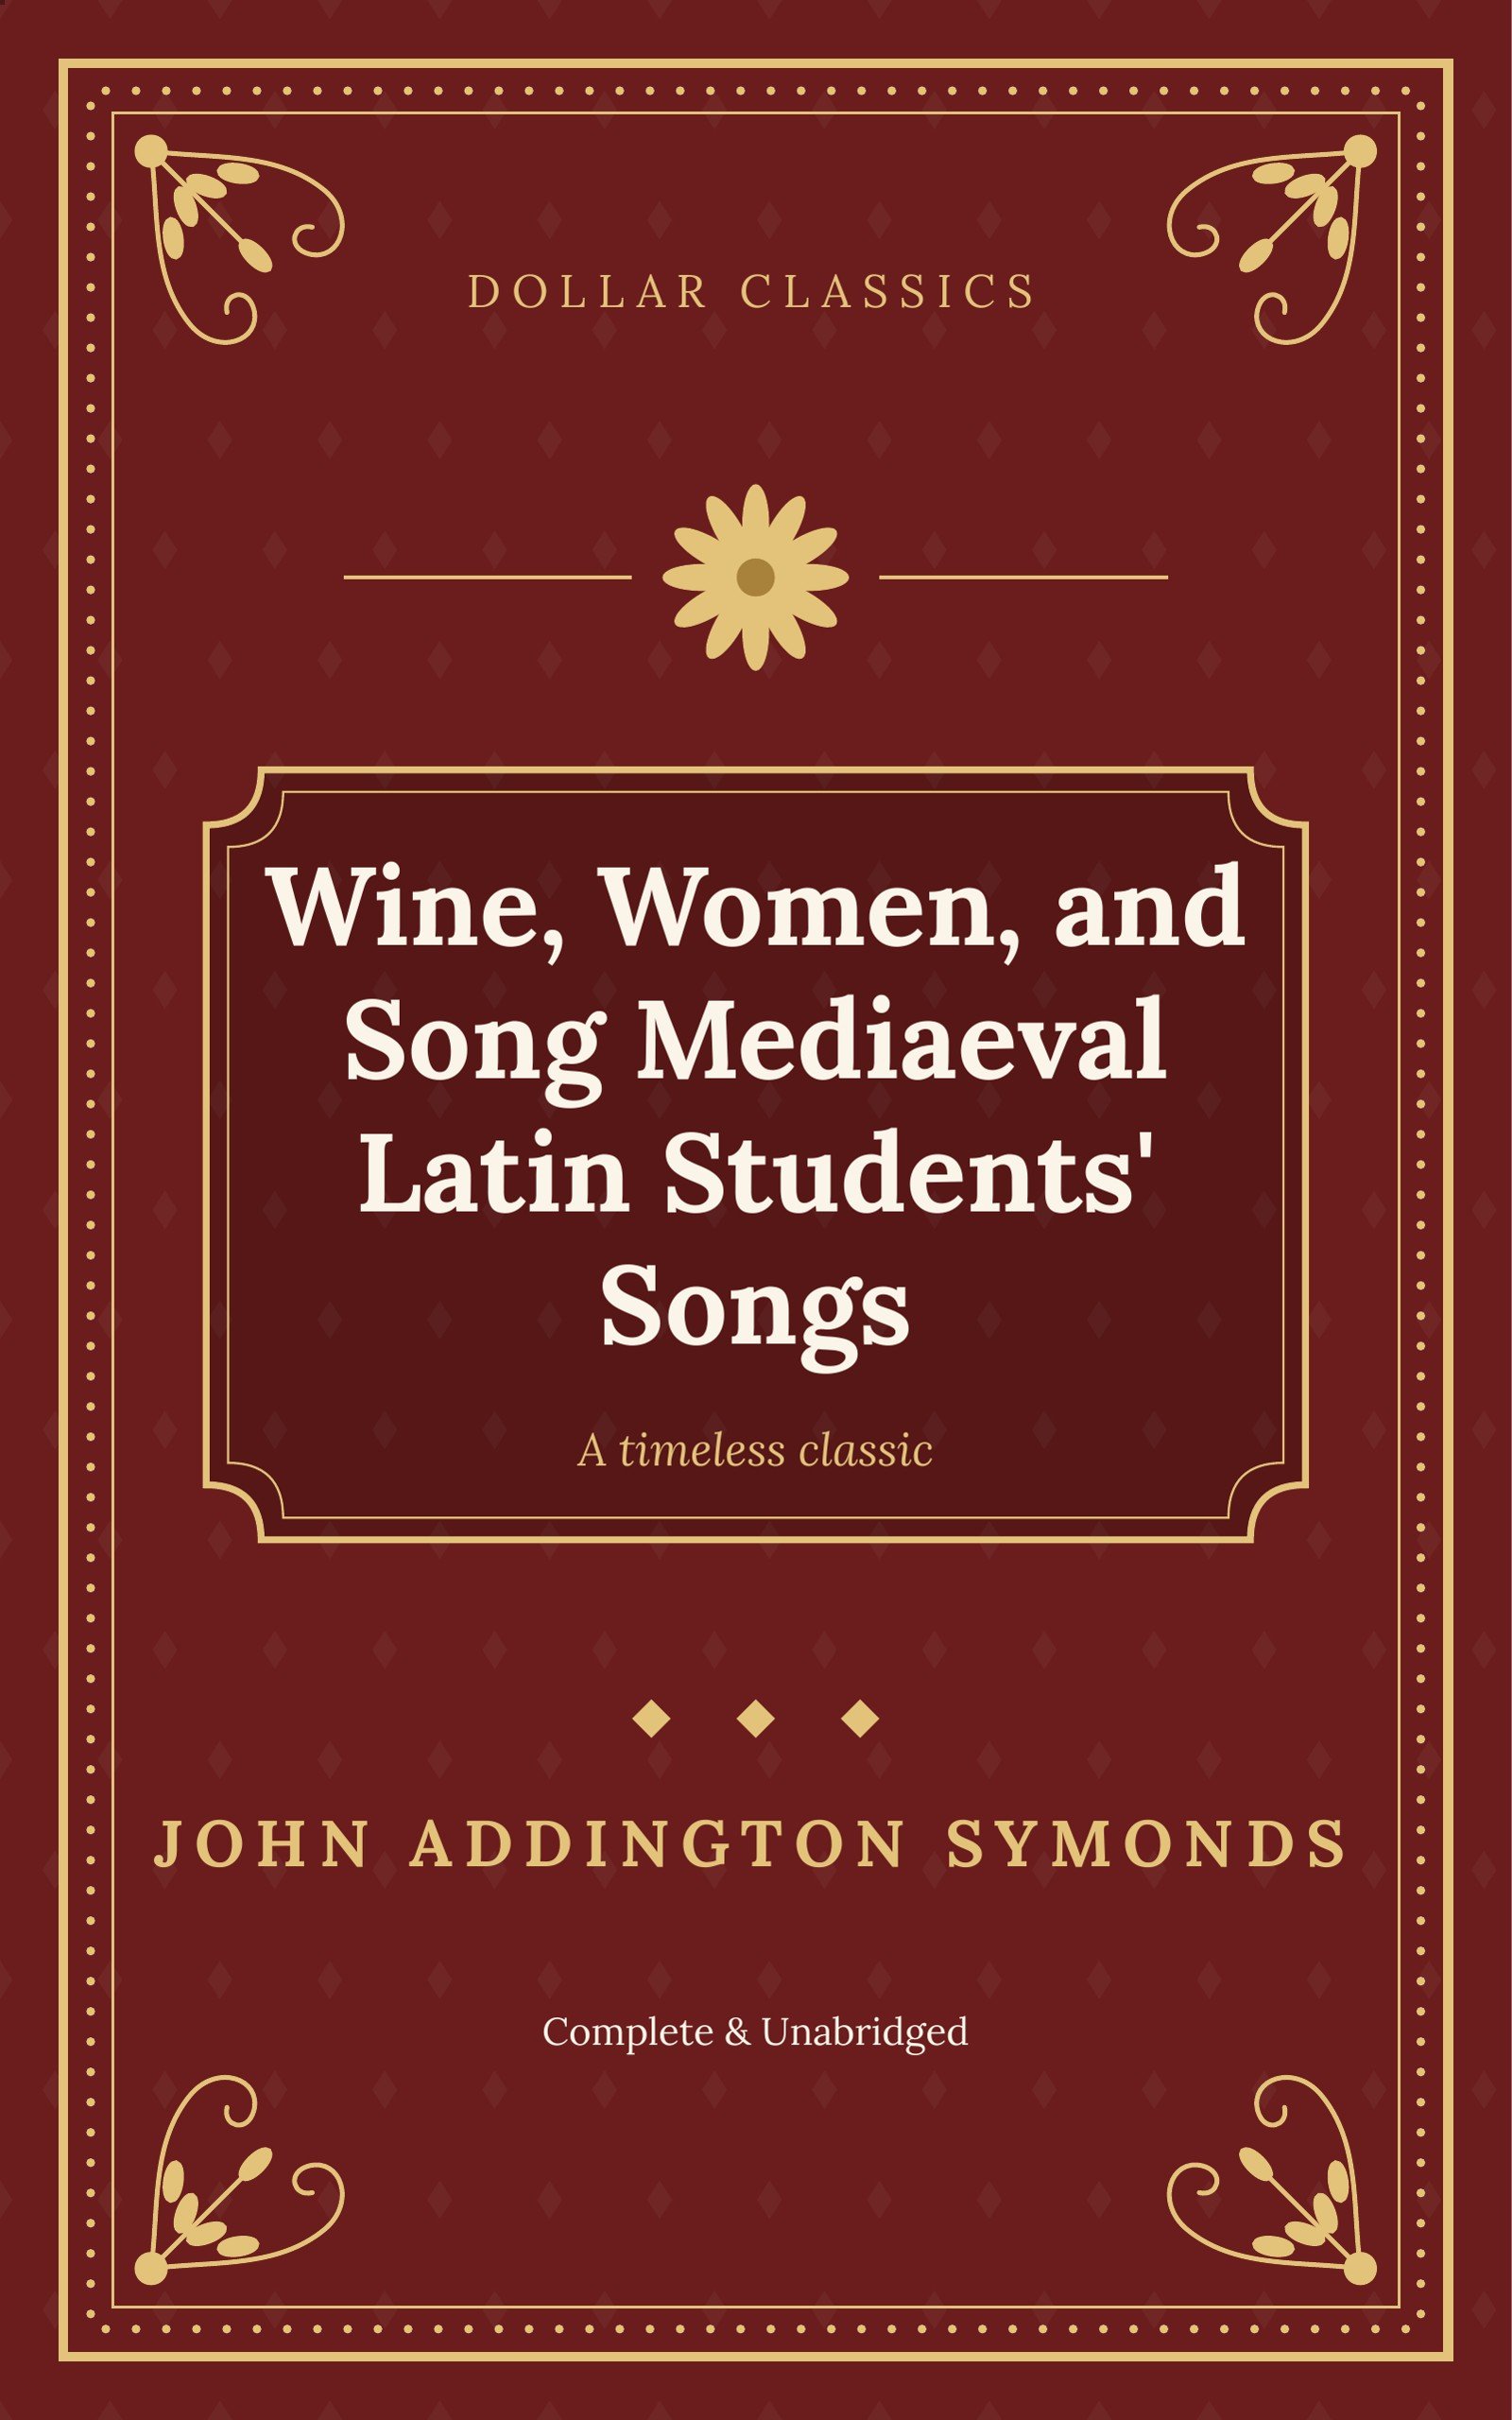 DOLLAR CLASSICS
Wine, Women, and
Song Mediaeval
Latin Students'
Songs
A timeless classic
JOHN ADDINGTON SYMONDS
Complete & Unabridged